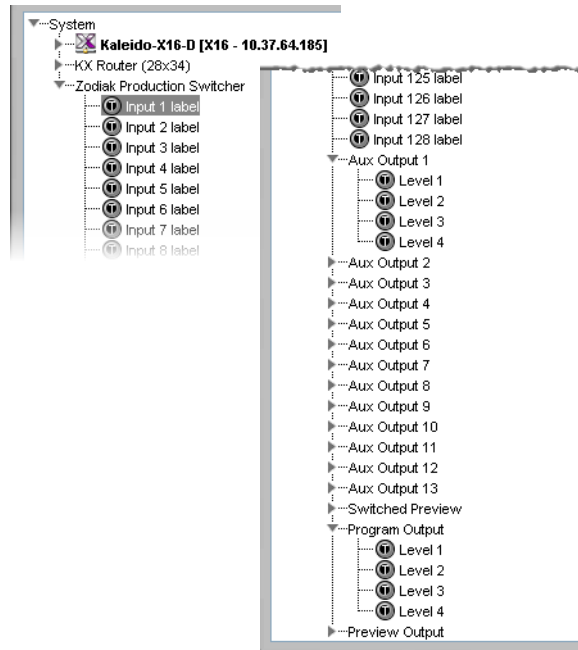 System
Kaleido-X16-D [X16 - 10.37.64.185]
KX Router (28x34)
Zodiak Production Switcher
Input 1 label
Input 2 label
Input 3 label
Input 4 label
Input 5 label
Input 6 label
Input 7 label
Input 8 label
Input 125 label
Input 126 label
Input 127 label
Input 128 label
Aux Output 1
Level 1
Level 2
Level 3
Level 4
Aux Output 2
Aux Output 3
Aux Output 4
Aux Output 5
Aux Output 6
Aux Output 7
Aux Output 8
Aux Output 9
Aux Output 10
Aux Output 11
Aux Output 12
Aux Output 13
Switched Preview
Program Output
Level 1
Level 2
Level 3
Level 4
Preview Output